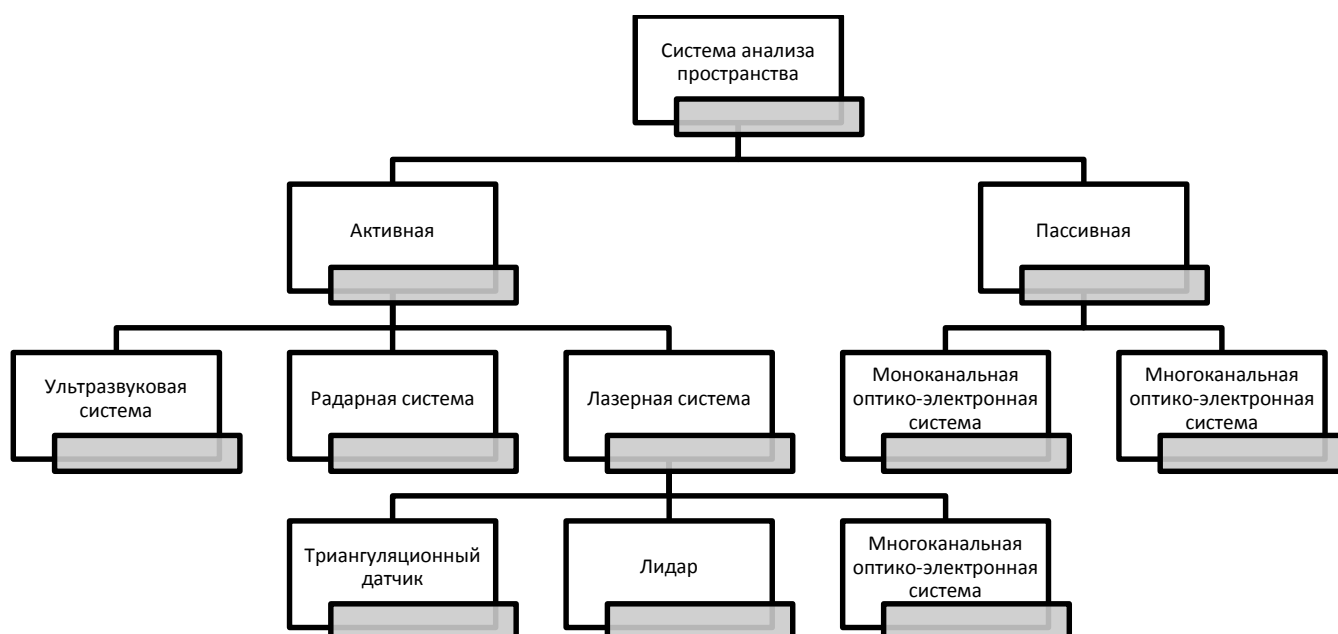 Система анализа
пространства
Активная
Пассивная
Ультразвуковая
система
Радарная система
Лазерная система
Моноканальная
оптико-электронная
система
Многоканальная
оптико-электронная
система
Триангуляционный
датчик
Лидар
Многоканальная
оптико-электронная
система